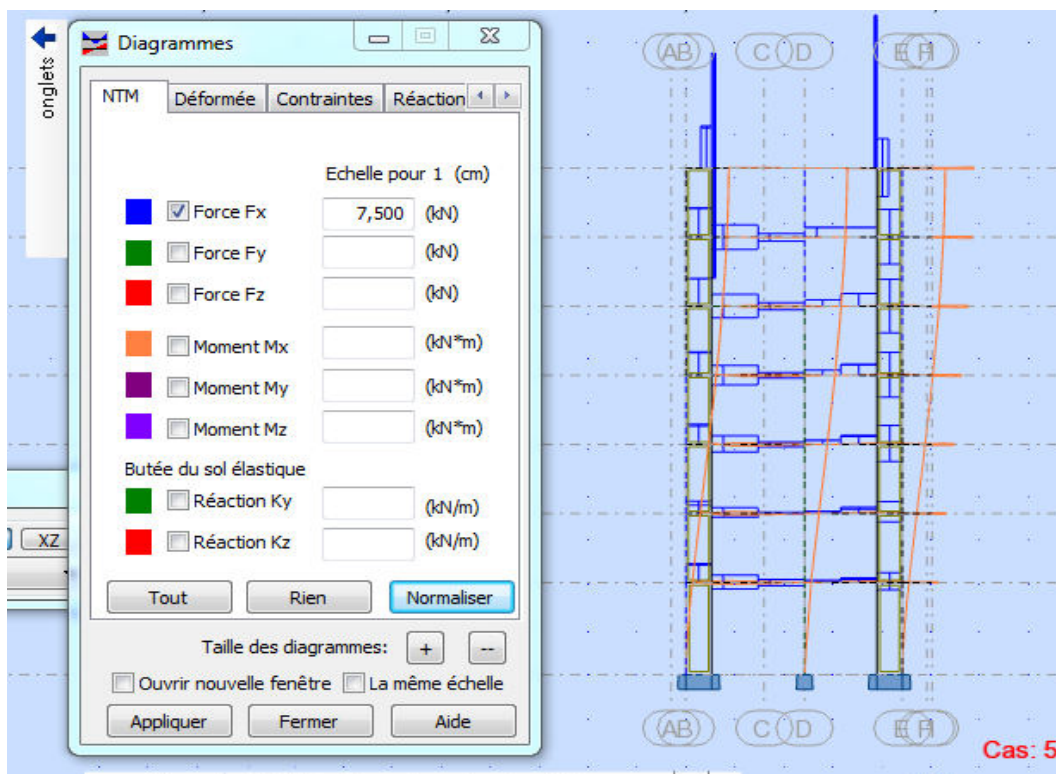 onglets
Diagrammes
NTM Déformée Contraintes Réaction
Echelle pour 1 (cm)
Force Fx 7,500 (kN)
Force Fy (kN)
Force Fz (kN)
Moment Mx (kN*m)
Moment My (kN*m)
Moment Mz (kN*m)
Butée du sol élastique
Réaction Ky (kN/m)
Réaction Kz (kN/m)
Tout Rien Normaliser
Taille des diagrammes: + --
Ouvrir nouvelle fenêtre La même échelle
Appliquer Fermer Aide
XZ
A B C D E F H
A B C D E F H
Cas: 5